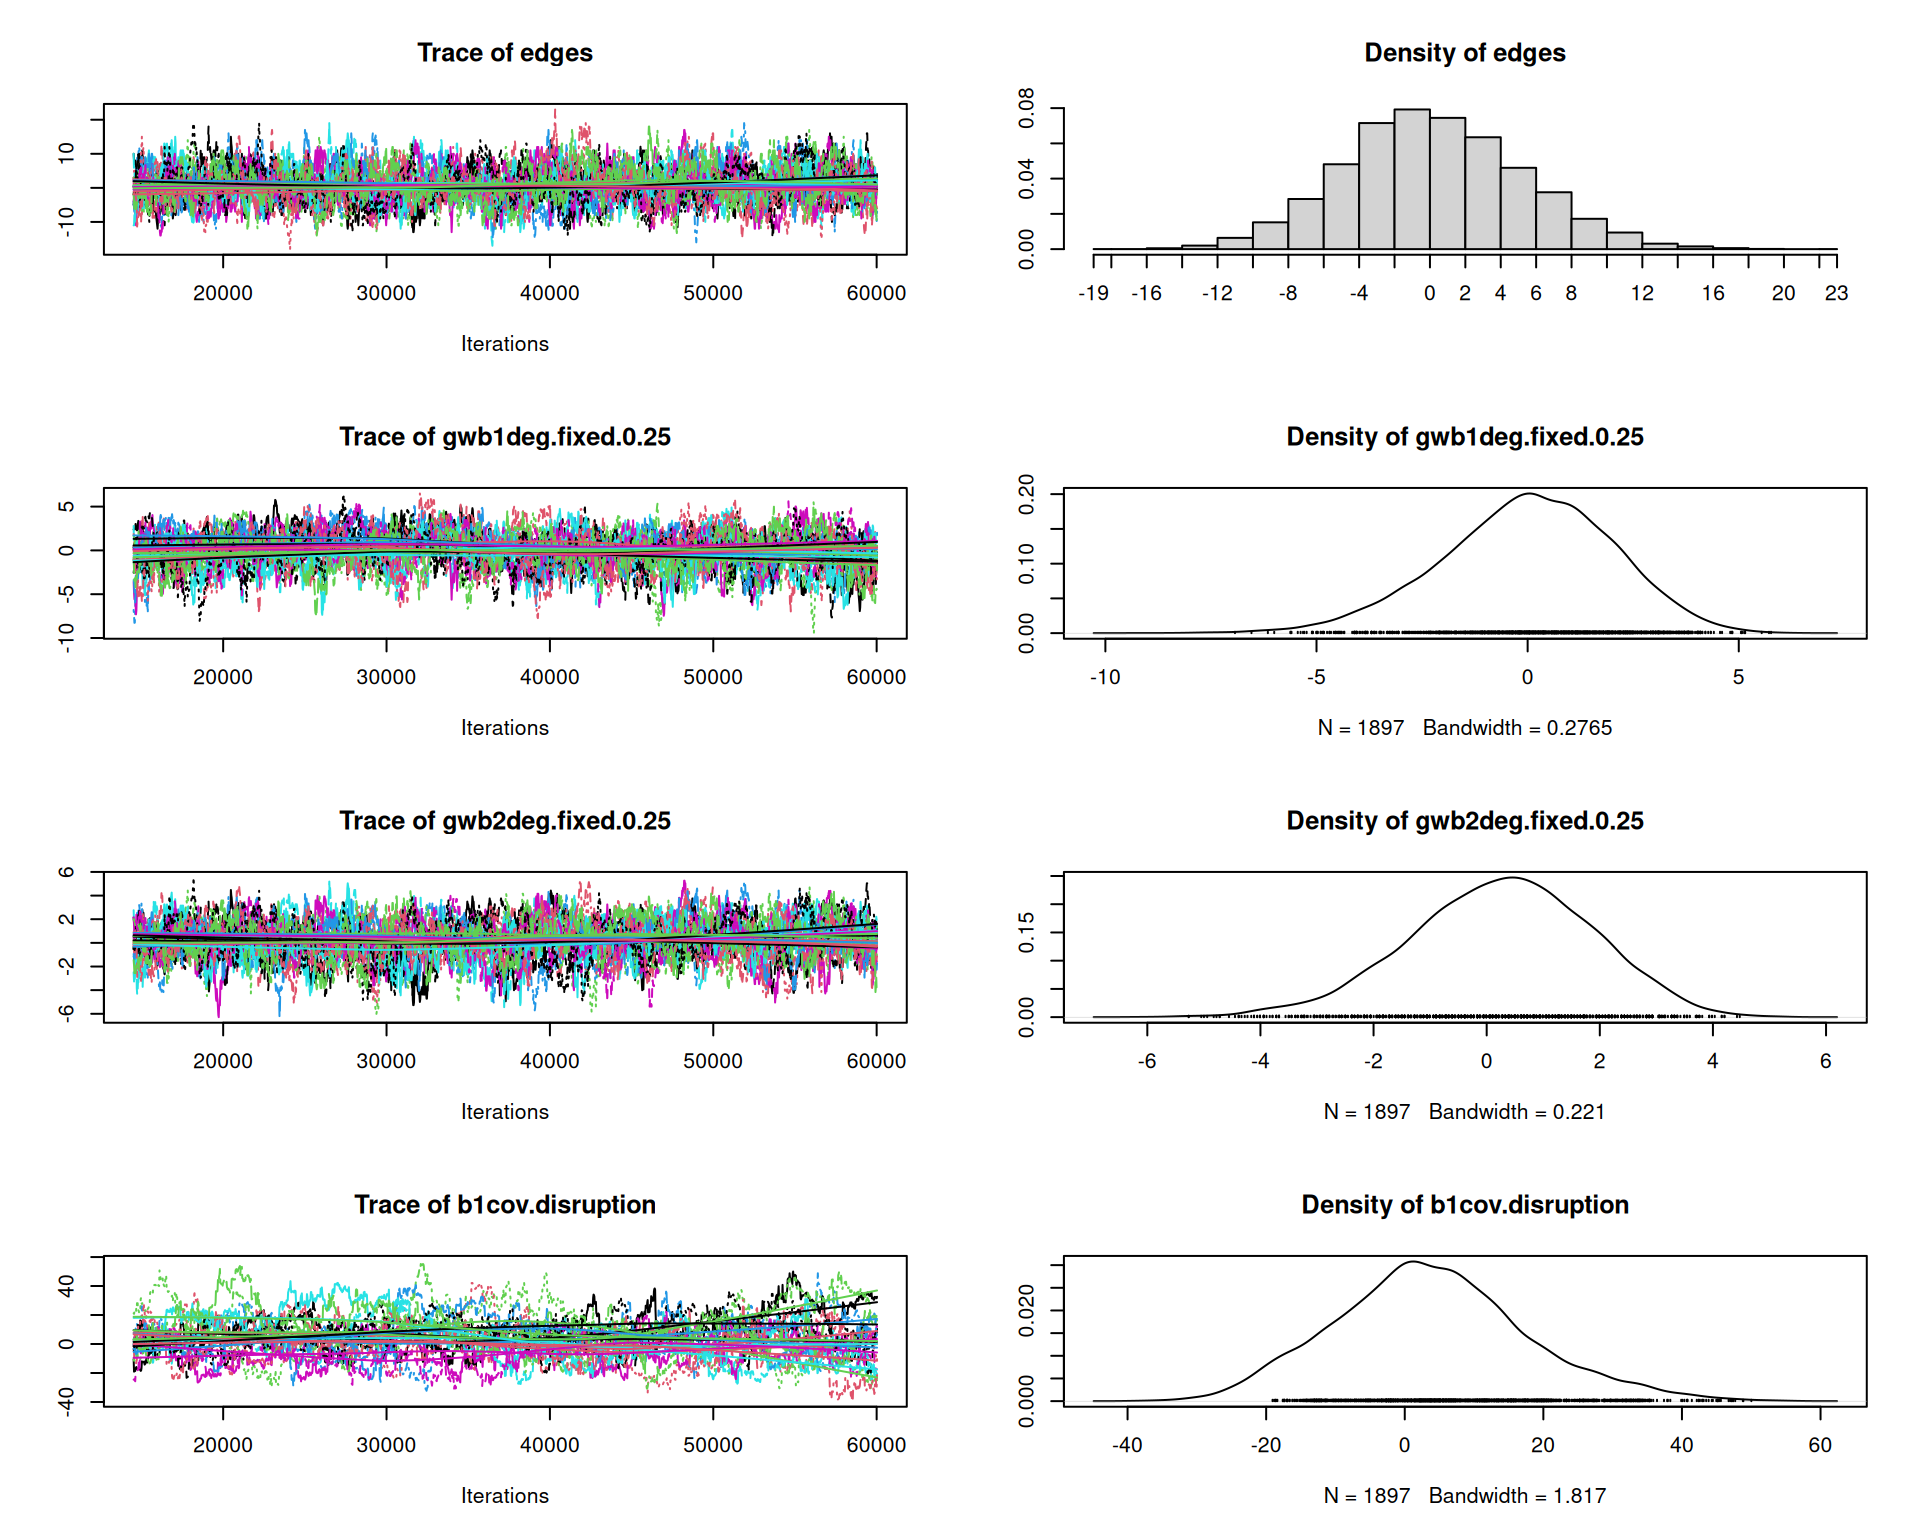 Trace of edges
10
-10
20000 30000 40000 50000 60000
Iterations
Density of edges
0.08
0.04
0.00
-19 -16 -12 -8 -4 0 2 4 6 8 12 16 20 23
Trace of gwb1deg.fixed.0.25
5
0
-5
-10
20000 30000 40000 50000 60000
Iterations
Density of gwb1deg.fixed.0.25
0.20
0.10
0.00
-10 -5 0 5
N = 1897 Bandwidth = 0.2765
Trace of gwb2deg.fixed.0.25
6
2
-2
-6
20000 30000 40000 50000 60000
Iterations
Density of gwb2deg.fixed.0.25
0.15
0.00
-6 -4 -2 0 2 4 6
N = 1897 Bandwidth = 0.221
Trace of b1cov.disruption
40
0
-40
20000 30000 40000 50000 60000
Iterations
Density of b1cov.disruption
0.020
0.000
-40 -20 0 20 40 60
N = 1897 Bandwidth = 1.817